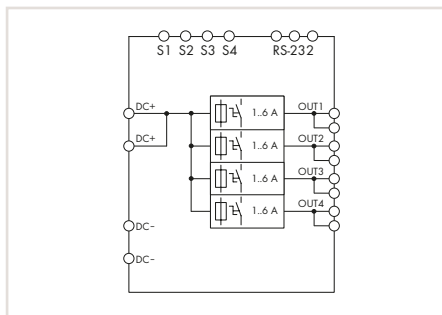 S1 S2 S3 S4 RS-232
DC+ 1..6 A OUT1
DC+ 1..6 A OUT2
1..6 A OUT3
1..6 A OUT4
DC−
DC−